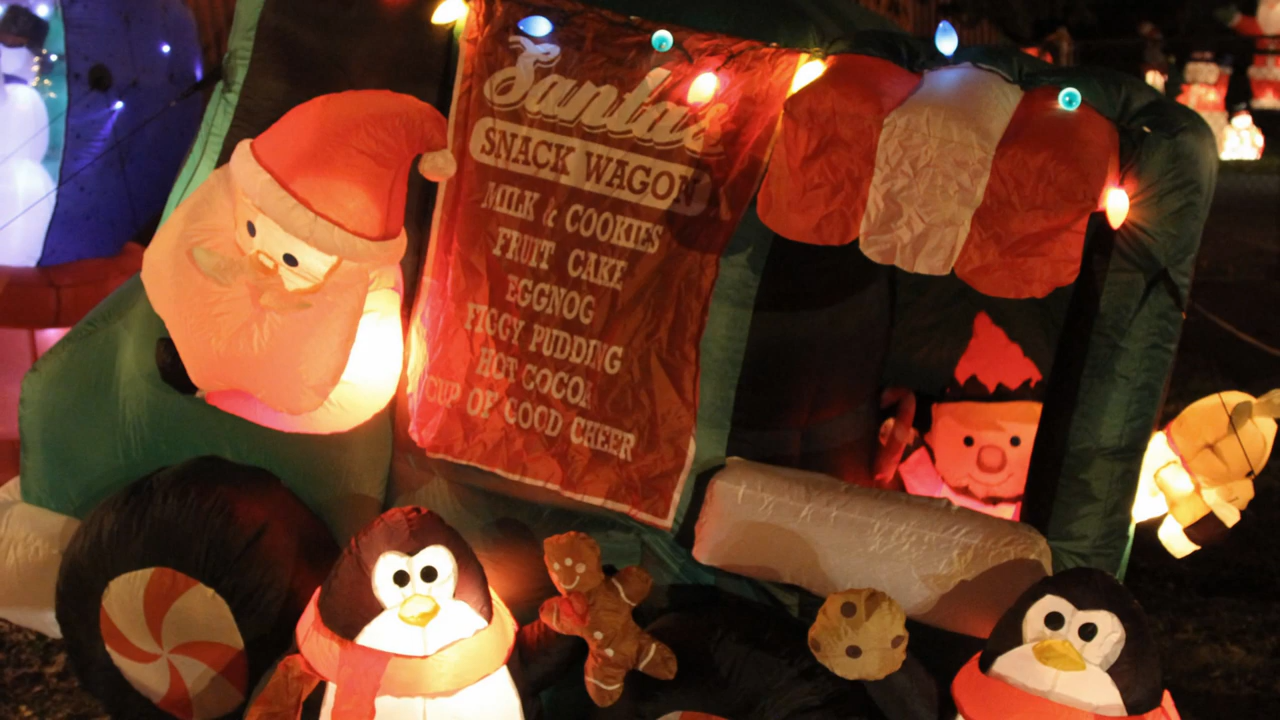 Santa's
SNACK WAGON
MILK & COOKIES
FRUIT CAKE
EGGNOG
FIGGY PUDDING
HOT COCOA
CUP OF GOOD CHEER